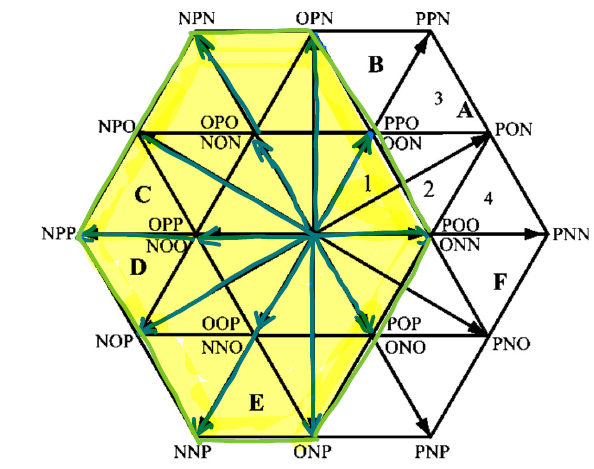 NPN OPN PPN
B
3 A
NPO OPO PPO PON
NON OON
C 1 2 4
NPP OPP POO PNN
NOO ONN
D F
NOP OOP POP PNO
NNO ONO
E
NNP ONP PNP